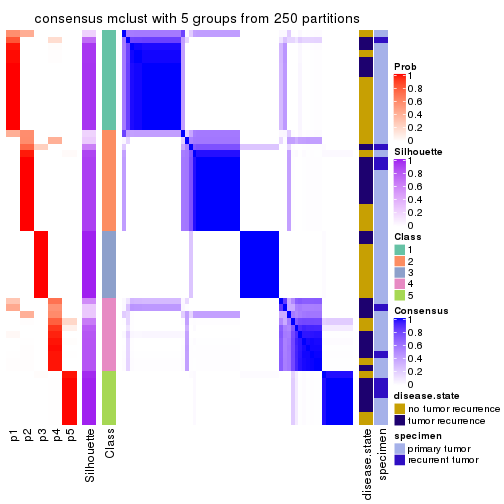 consensus mclust with 5 groups from 250 partitions
p1
p2
p3
p4
p5
Silhouette
Class
disease.state
specimen
Prob
1
0.8
0.6
0.4
0.2
0
Silhouette
1
0.8
0.6
0.4
0.2
0
Class
1
2
3
4
5
Consensus
1
0.8
0.6
0.4
0.2
0
disease.state
no tumor recurrence
tumor recurrence
specimen
primary tumor
recurrent tumor